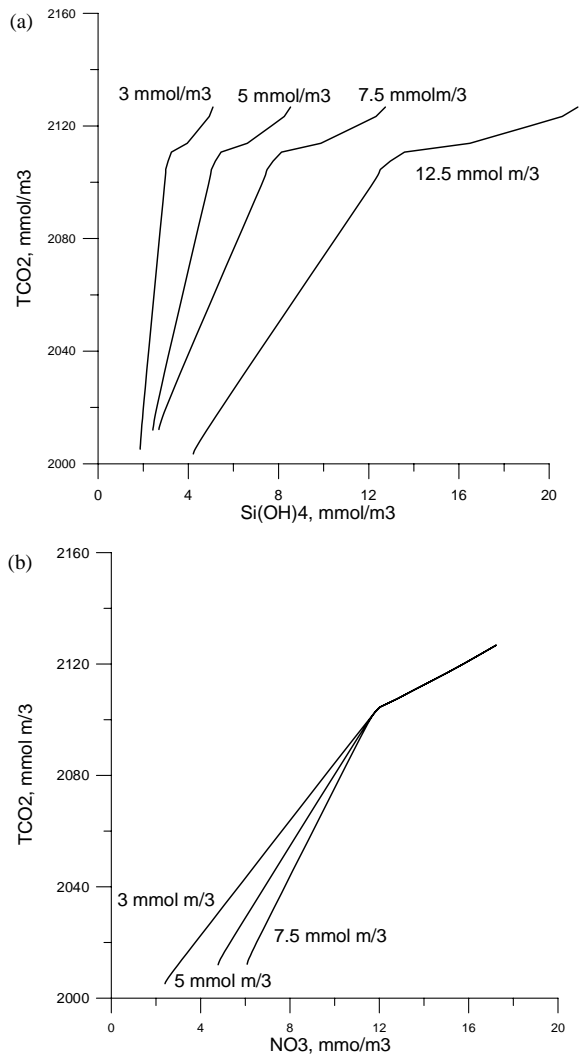 (a)
2160
2120
2080
2040
2000
TCO2, mmol/m3
3 mmol/m3
5 mmol/m3
7.5 mmolm/3
12.5 mmol m/3
0
4
8
12
16
20
Si(OH)4, mmol/m3
(b)
2160
2120
2080
2040
2000
TCO2, mmol m/3
3 mmol m/3
5 mmol m/3
7.5 mmol m/3
0
4
8
12
16
20
NO3, mmo/m3